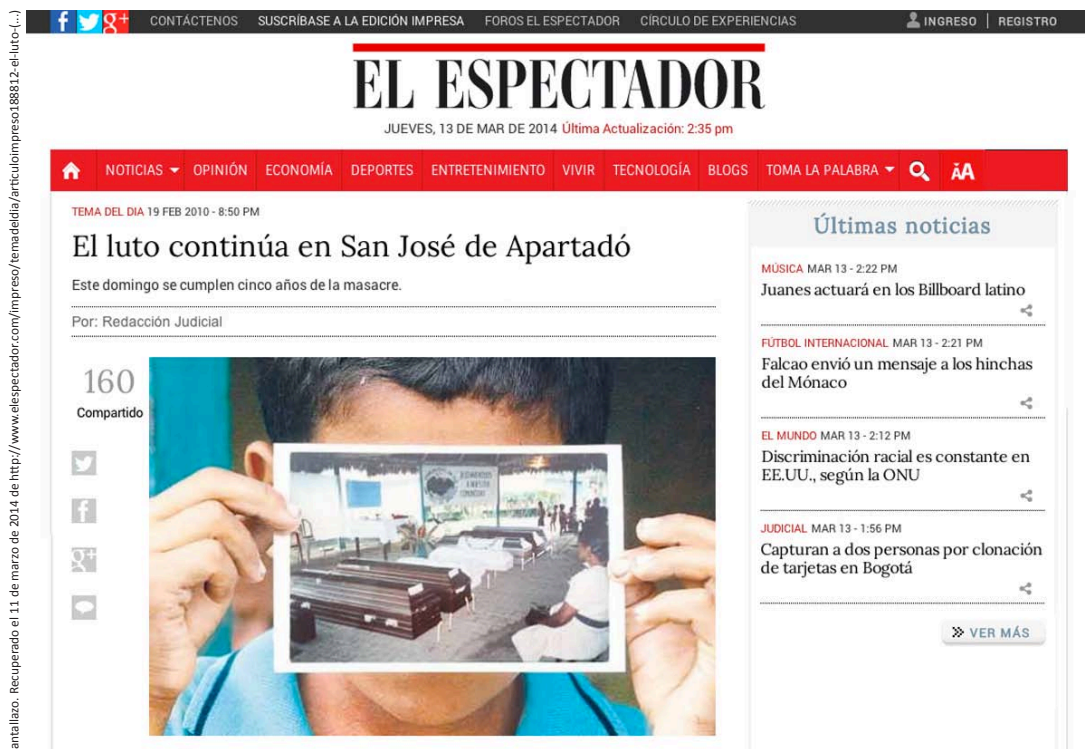 CONTÁCTENOS SUSCRÍBASE A LA EDICIÓN IMPRESA FOROS EL ESPECTADOR CÍRCULO DE EXPERIENCIAS INGRESO | REGISTRO
EL ESPECTADOR
JUEVES, 13 DE MAR DE 2014 Última Actualización: 2:35 pm
NOTICIAS OPINIÓN ECONOMÍA DEPORTES ENTRETENIMIENTO VIVIR TECNOLOGÍA BLOGS TOMA LA PALABRA ĂA
TEMA DEL DIA 19 FEB 2010 - 8:50 PM
El luto continúa en San José de Apartadó
Este domingo se cumplen cinco años de la masacre.
Por: Redacción Judicial
160
Compartido
Últimas noticias
MÚSICA MAR 13 - 2:22 PM
Juanes actuará en los Billboard latino
FÚTBOL INTERNACIONAL MAR 13 - 2:21 PM
Falcao envió un mensaje a los hinchas
del Mónaco
EL MUNDO MAR 13 - 2:12 PM
Discriminación racial es constante en
EE.UU., según la ONU
JUDICIAL MAR 13 - 1:56 PM
Capturan a dos personas por clonación
de tarjetas en Bogotá
VER MÁS
antallazo. Recuperado el 11 de marzo de 2014 de http://www.elespectador.com/impreso/temadeldia/articuloimpreso188812-el-luto-(...)